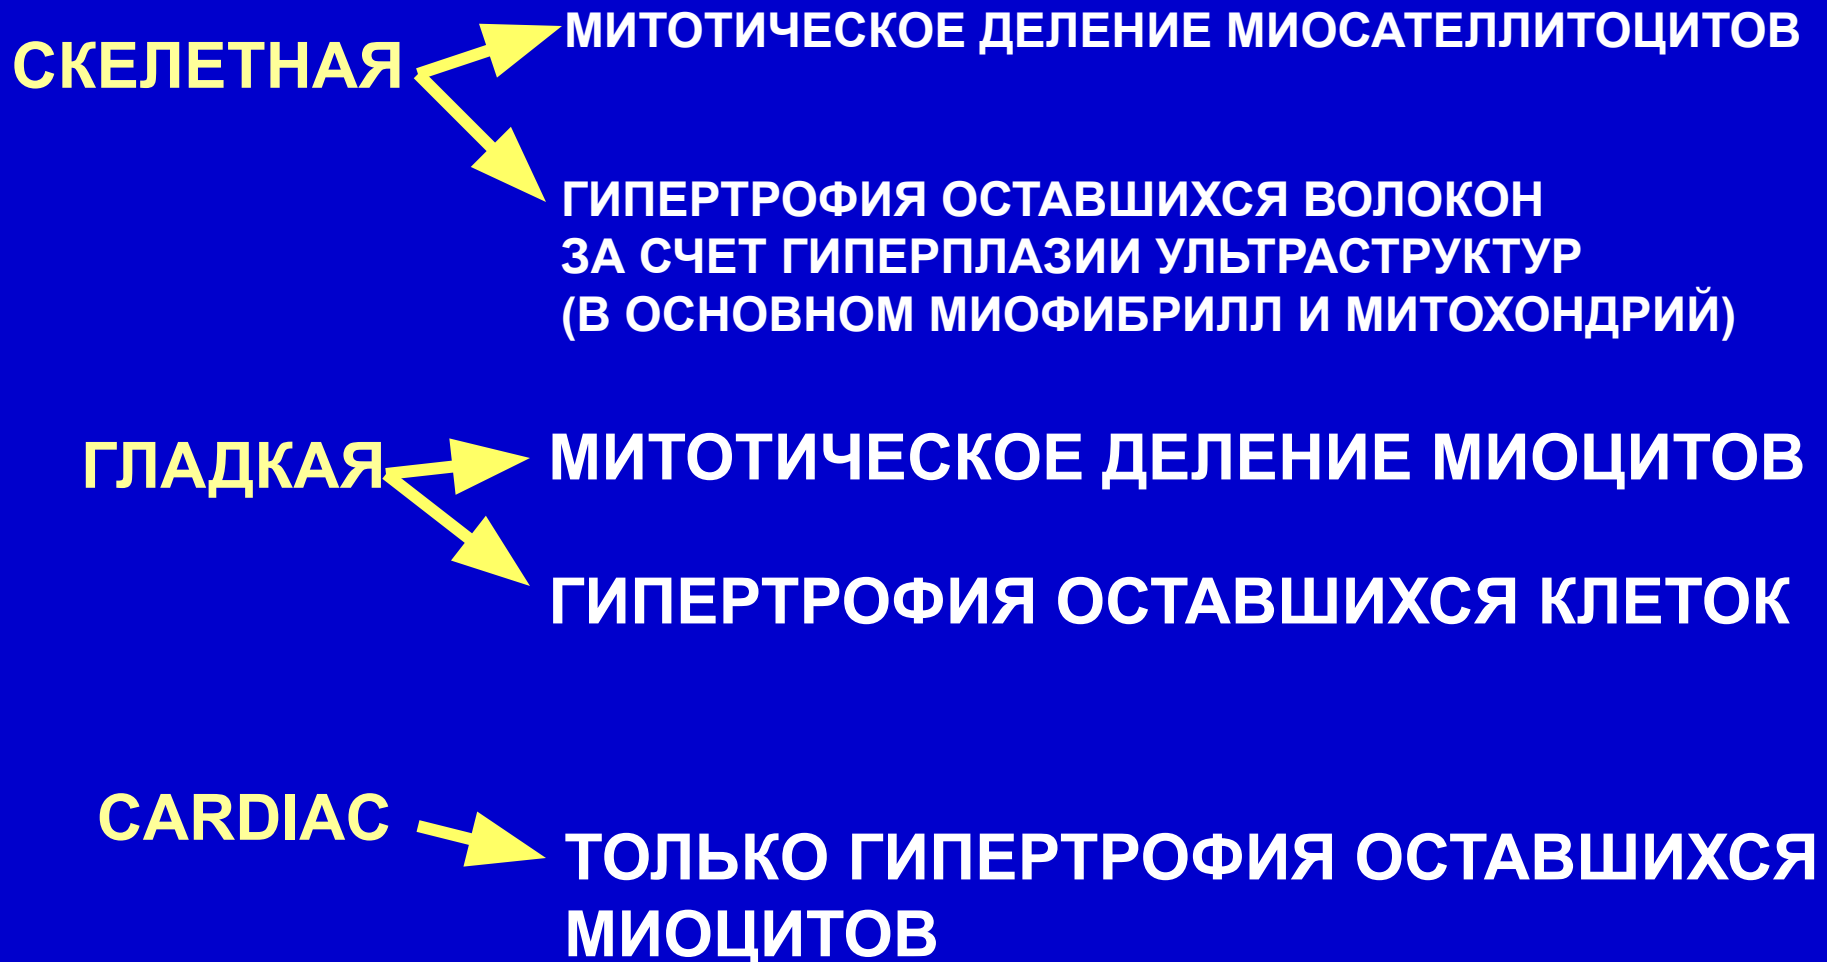 СКЕЛЕТНАЯ
МИТОТИЧЕСКОЕ ДЕЛЕНИЕ МИОСАТЕЛЛИТОЦИТОВ
ГИПЕРТРОФИЯ ОСТАВШИХСЯ ВОЛОКОН
ЗА СЧЕТ ГИПЕРПЛАЗИИ УЛЬТРАСТРУКТУР
(В ОСНОВНОМ МИОФИБРИЛЛ И МИТОХОНДРИЙ)
ГЛАДКАЯ
МИТОТИЧЕСКОЕ ДЕЛЕНИЕ МИОЦИТОВ
ГИПЕРТРОФИЯ ОСТАВШИХСЯ КЛЕТОК
CARDIAC
ТОЛЬКО ГИПЕРТРОФИЯ ОСТАВШИХСЯ
МИОЦИТОВ